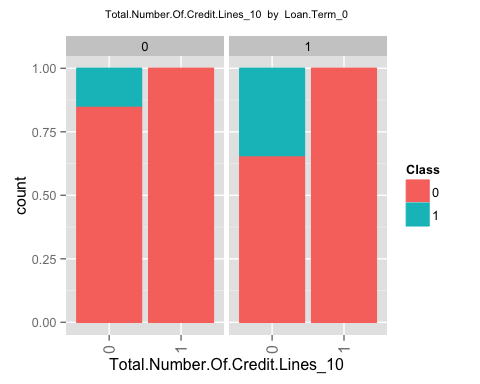 Total.Number.Of.Credit.Lines_10 by Loan.Term_0
0 1
1.00
0.75
0.50
0.25
0.00
count
0 1 0 1
Total.Number.Of.Credit.Lines_10
Class
0
1